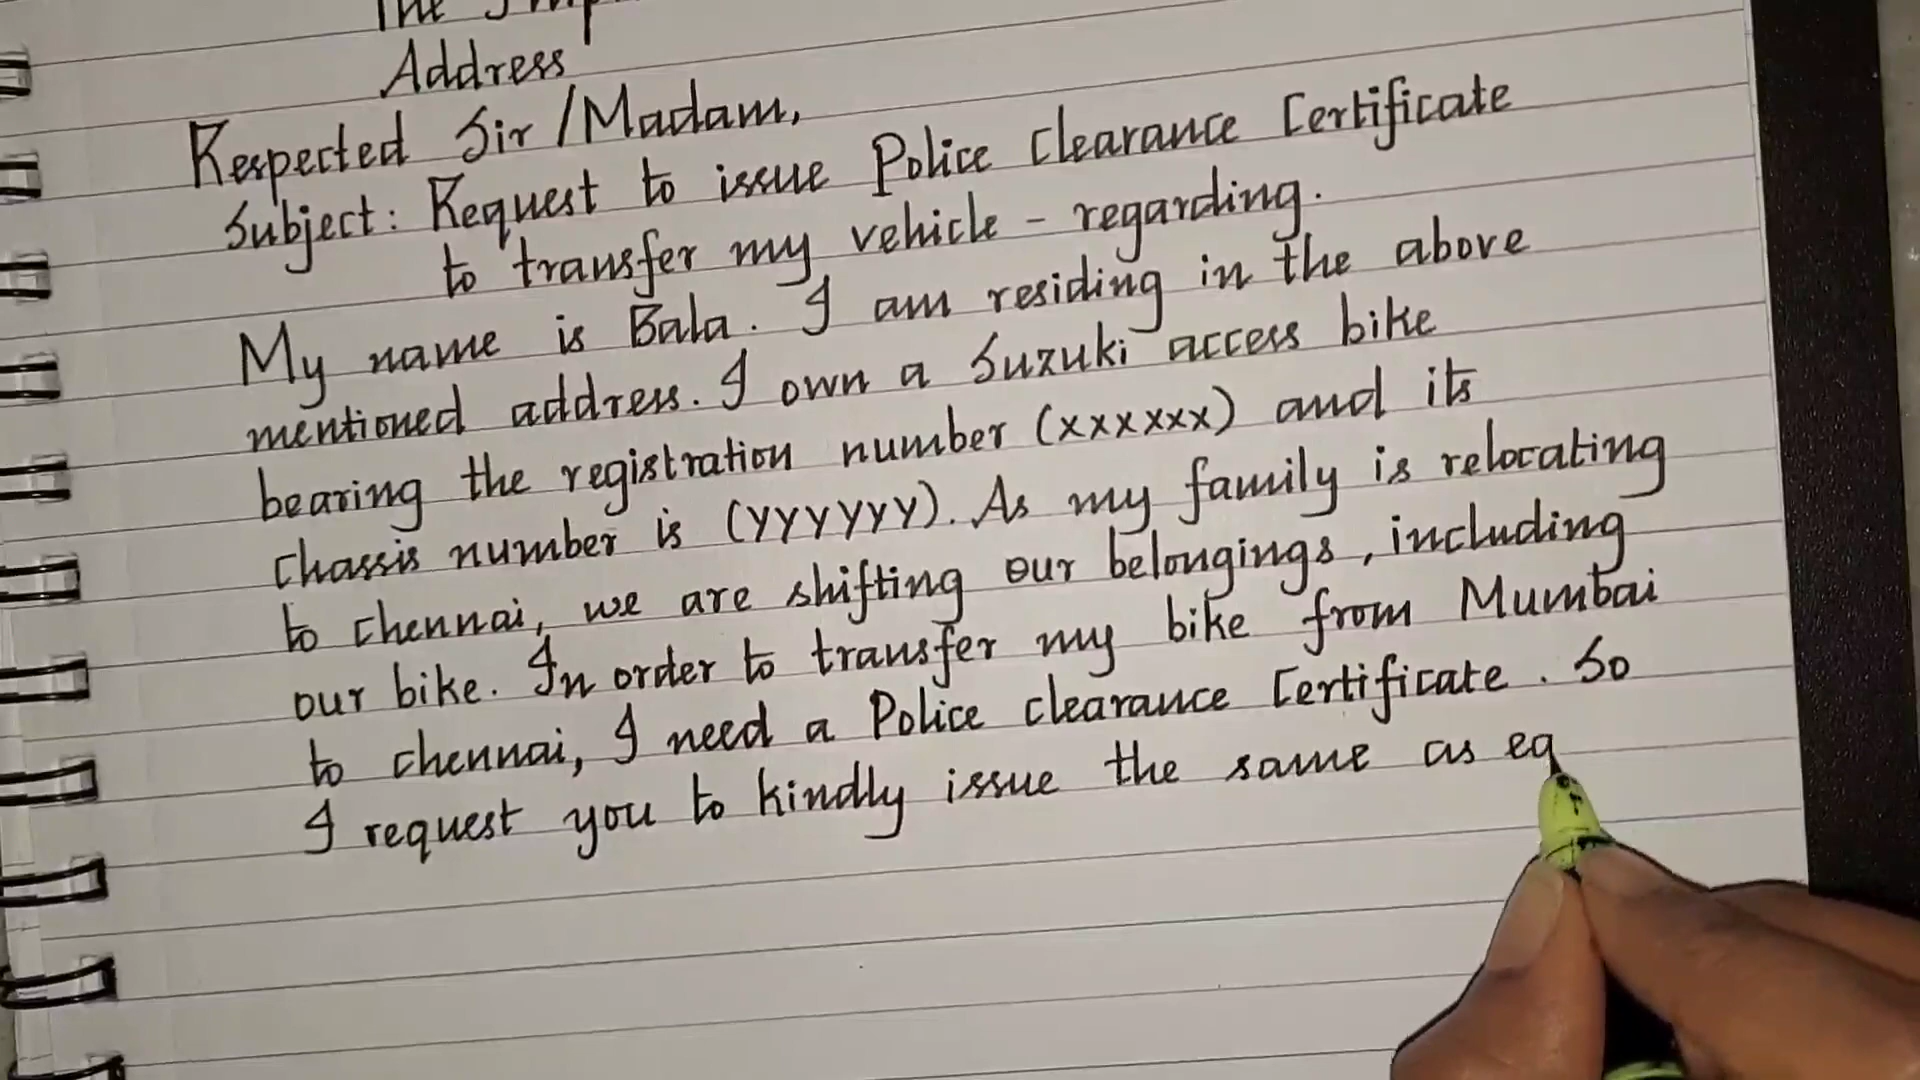 The
Address
Respected Sir/Madam,
Subject: Request to issue Police Clearance Certificate
to transfer my vehicle - regarding.
My name is Bala. I am residing in the above
mentioned address. I own a Suzuki access bike
bearing the registration number (xxxxxx) and its
chassis number is (YYYYYY). As my family is relocating
to chennai, we are shifting our belongings, including
our bike. In order to transfer my bike from Mumbai
to chennai, I need a Police clearance Certificate. So
I request you to kindly issue the same as ea